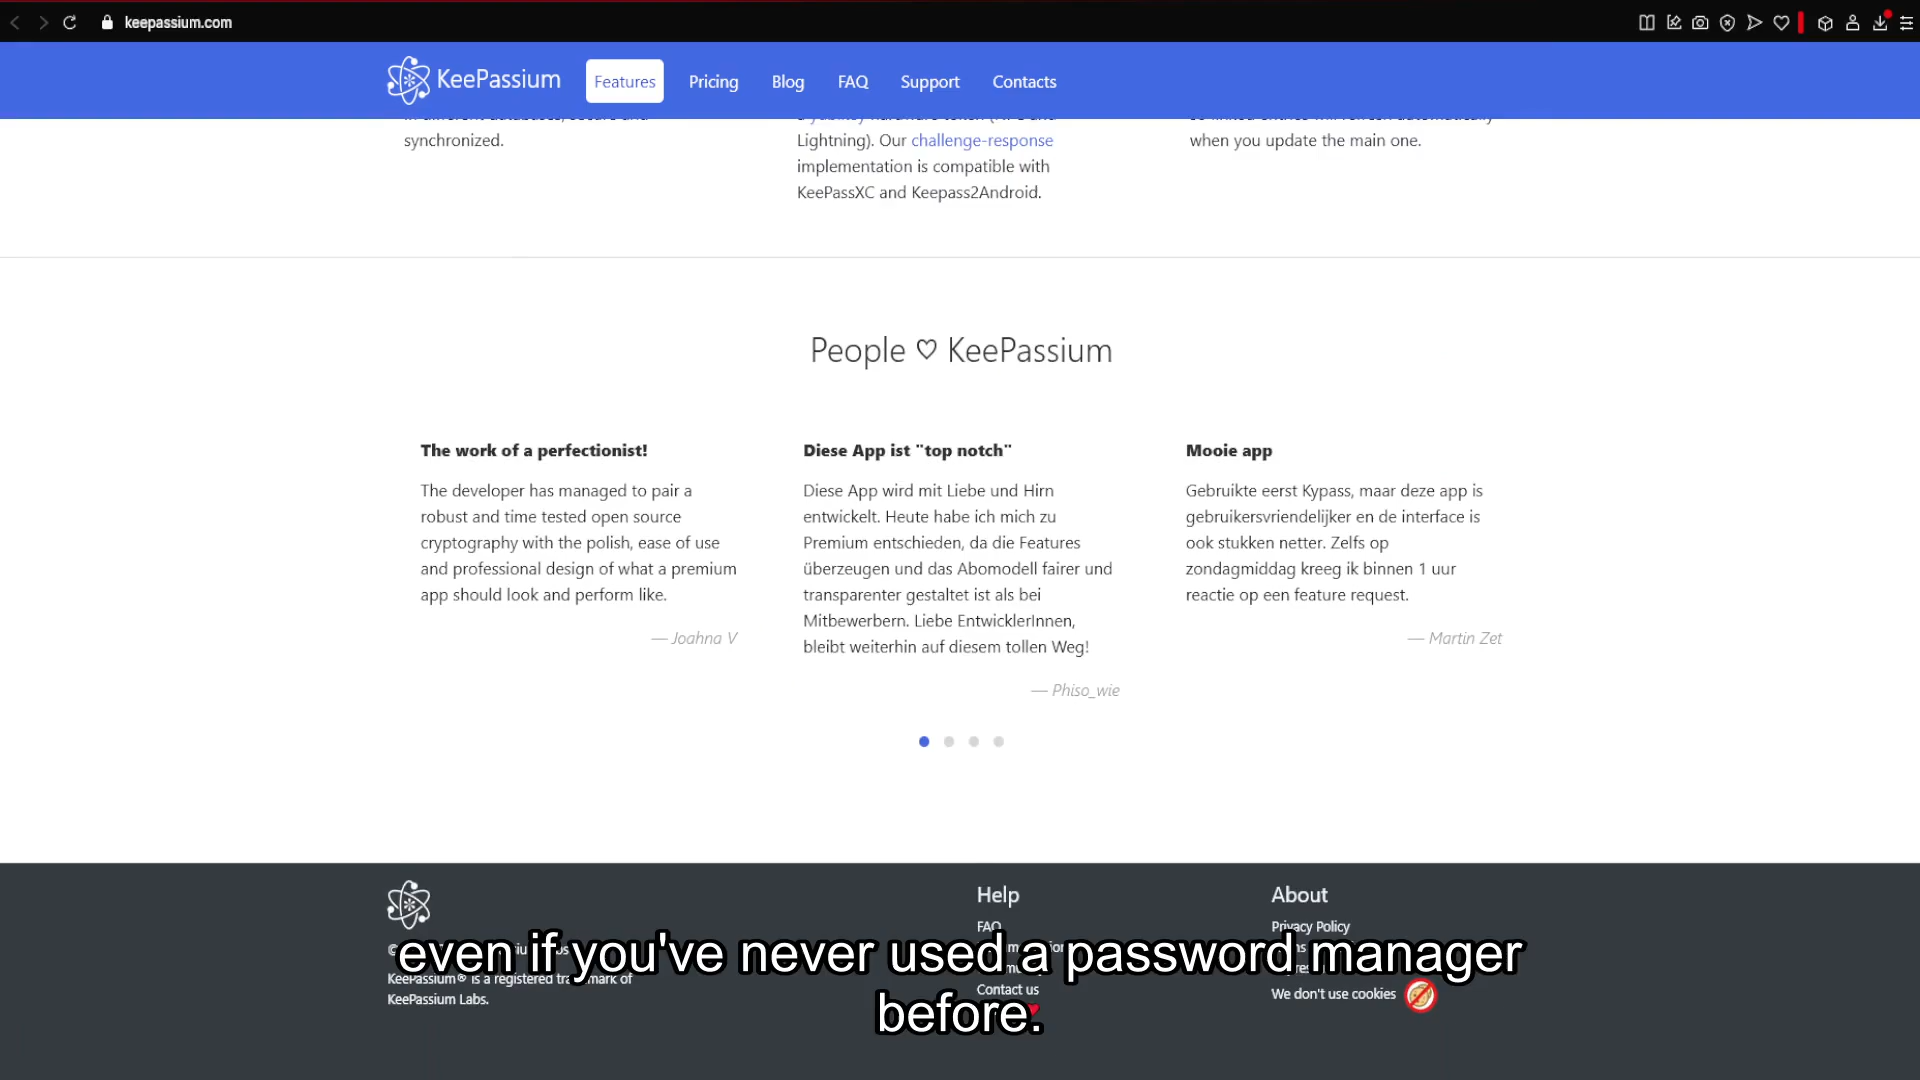 keepassium.com
KeePassium Features Pricing Blog FAQ Support Contacts
synchronized.
Lightning). Our challenge-response
implementation is compatible with
KeePassXC and Keepass2Android.
when you update the main one.
People ♡ KeePassium
The work of a perfectionist!
The developer has managed to pair a
robust and time tested open source
cryptography with the polish, ease of use
and professional design of what a premium
app should look and perform like.
— Joahna V
Diese App ist "top notch"
Diese App wird mit Liebe und Hirn
entwickelt. Heute habe ich mich zu
Premium entschieden, da die Features
überzeugen und das Abomodell fairer und
transparenter gestaltet ist als bei
Mitbewerbern. Liebe EntwicklerInnen,
bleibt weiterhin auf diesem tollen Weg!
— Phiso_wie
Mooie app
Gebruikte eerst Kypass, maar deze app is
gebruikersvriendelijker en de interface is
ook stukken netter. Zelfs op
zondagmiddag kreeg ik binnen 1 uur
reactie op een feature request.
— Martin Zet
KeePassium® is a registered trademark of
KeePassium Labs.
Help
FAQ
Contact us
About
Privacy Policy
We don't use cookies
even if you've never used a password manager
before.